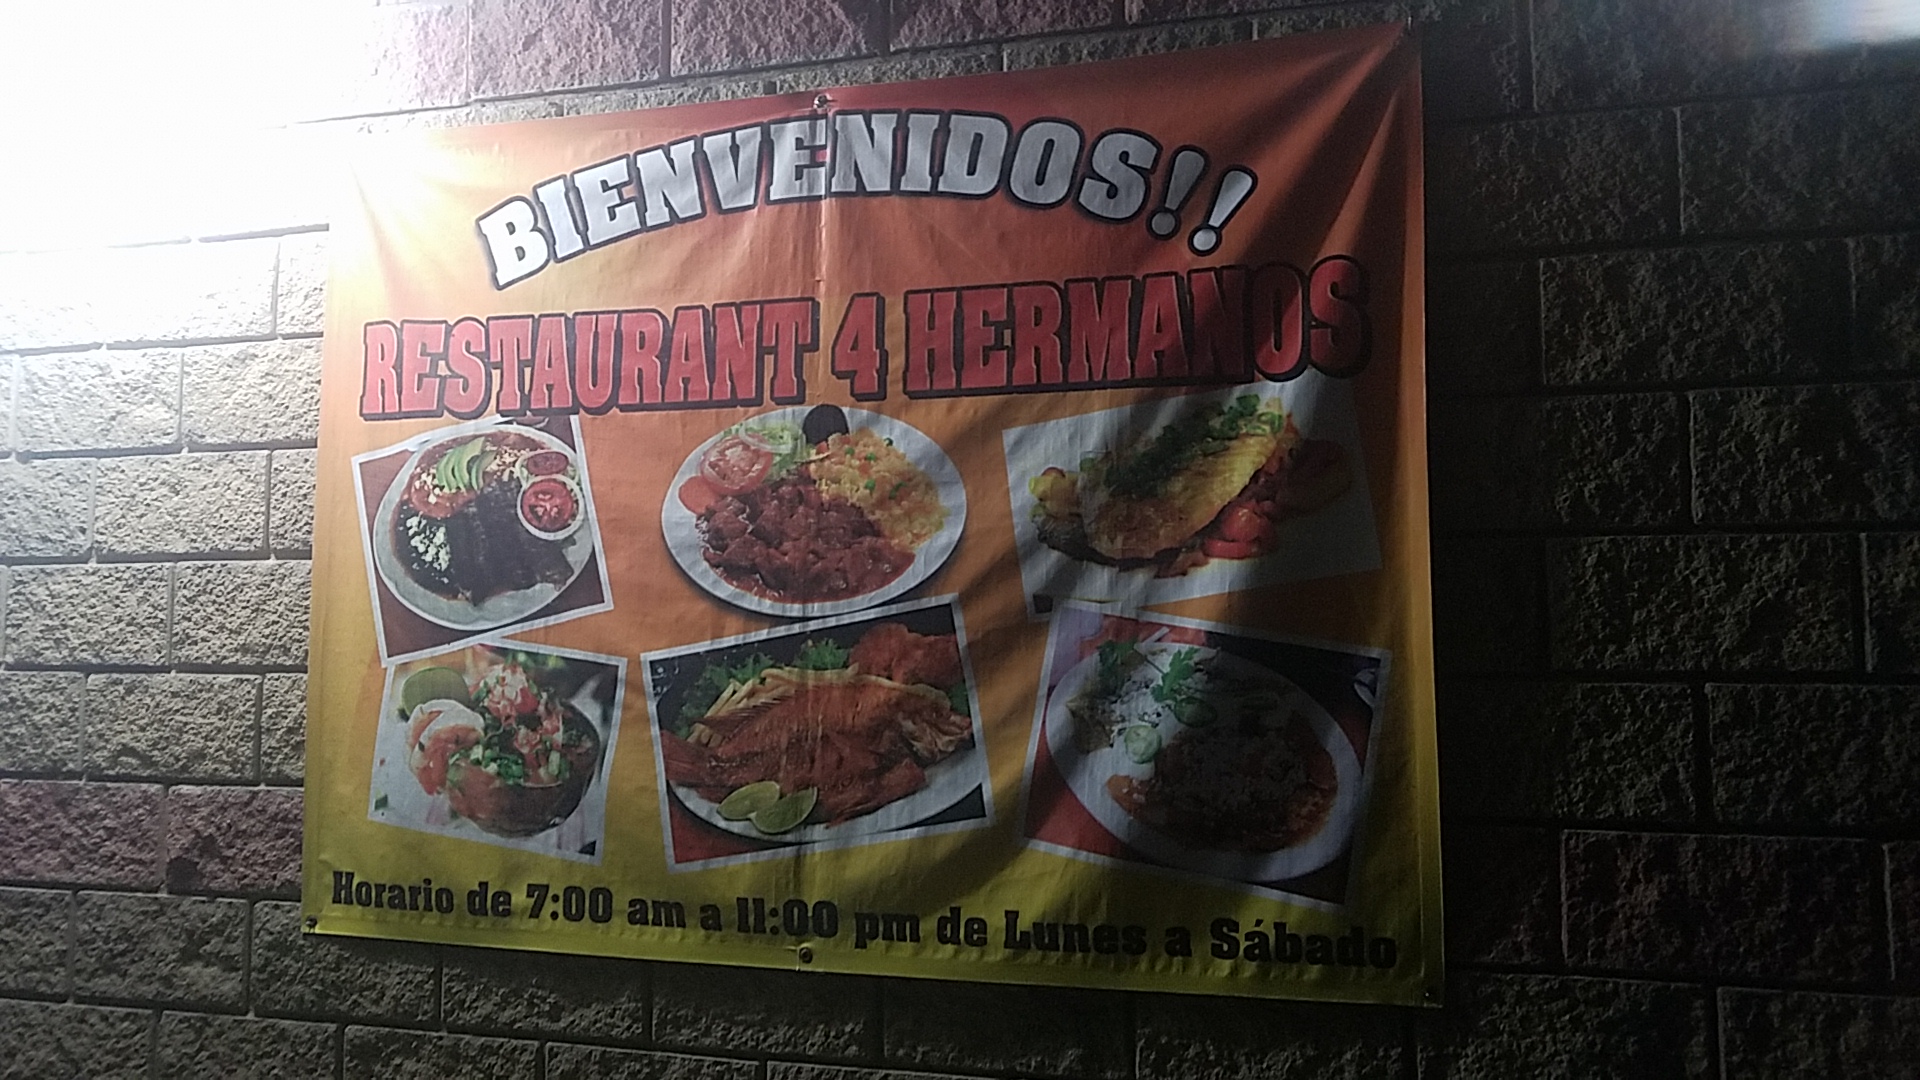 BIENVENIDOS!!
RESTAURANT 4 HERMANOS
Horario de 7:00 am a 11:00 pm de Lunes a Sábado